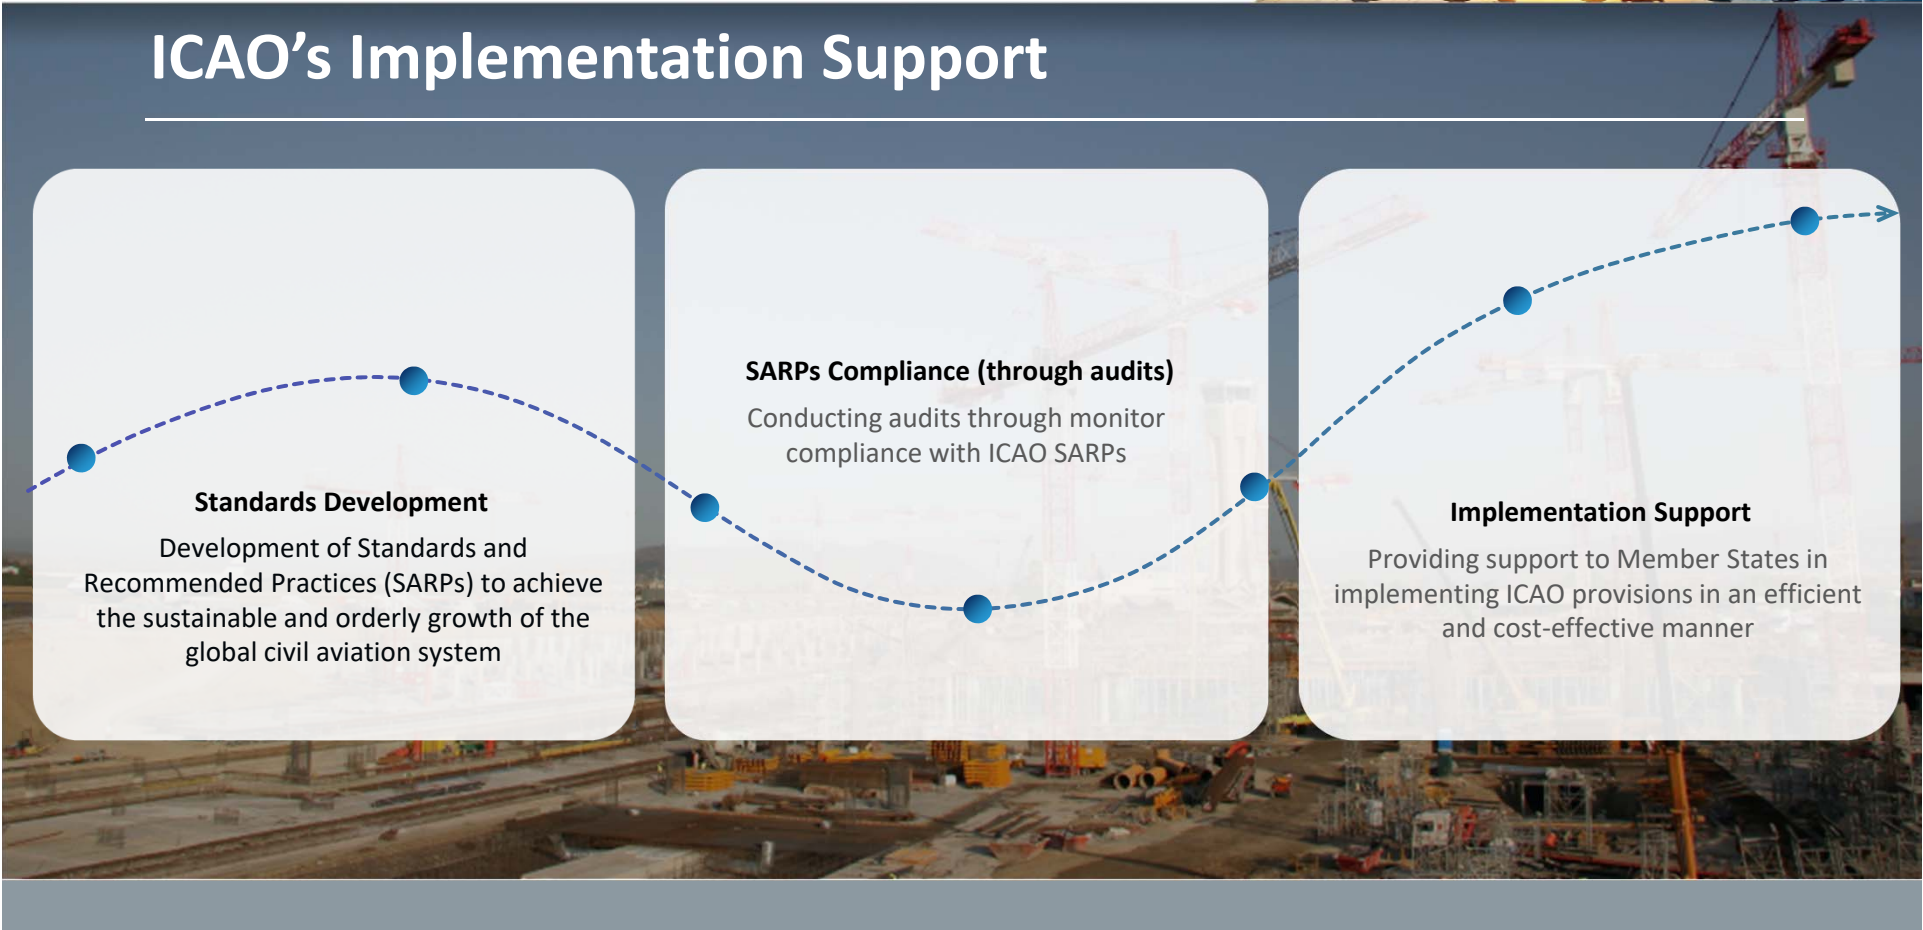 ICAO’s Implementation Support
Standards Development
Development of Standards and
Recommended Practices (SARPs) to achieve
the sustainable and orderly growth of the
global civil aviation system
SARPs Compliance (through audits)
Conducting audits through monitor
compliance with ICAO SARPs
Implementation Support
Providing support to Member States in
implementing ICAO provisions in an efficient
and cost-effective manner